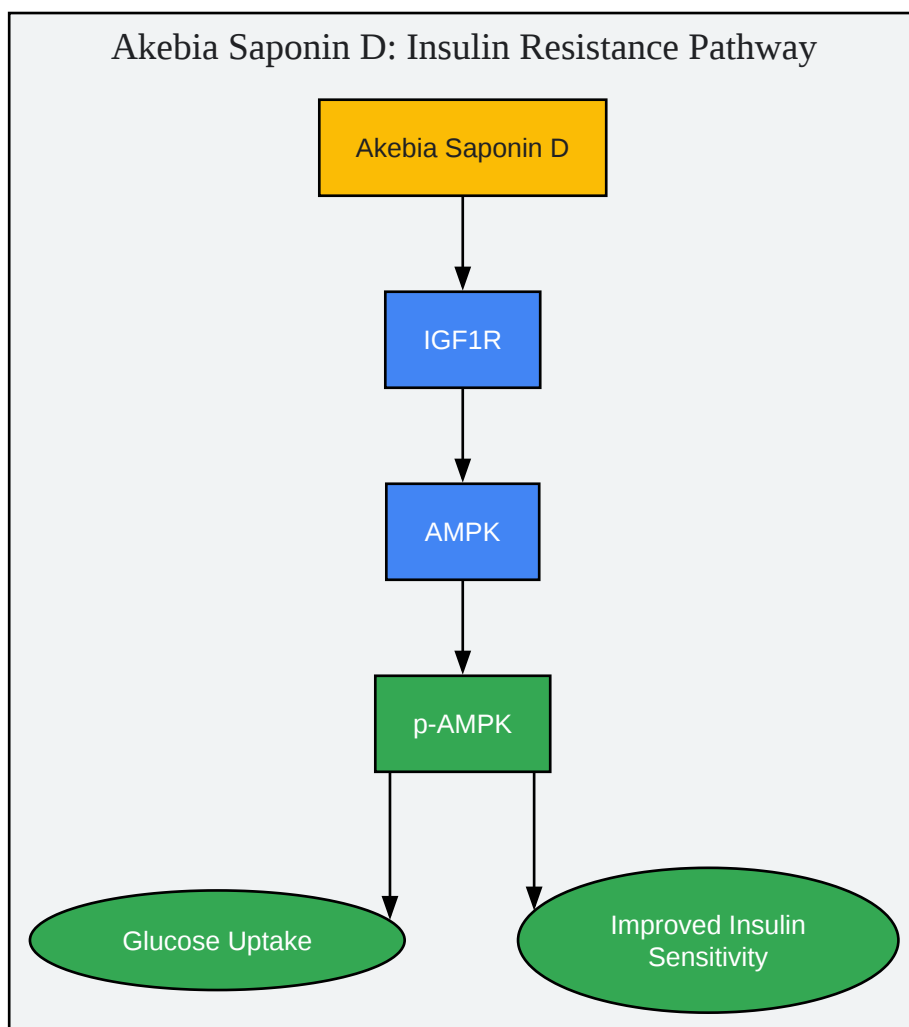 Akebia Saponin D: Insulin Resistance Pathway
Akebia Saponin D
IGF1R
AMPK
p-AMPK
Glucose Uptake
Improved Insulin
Sensitivity